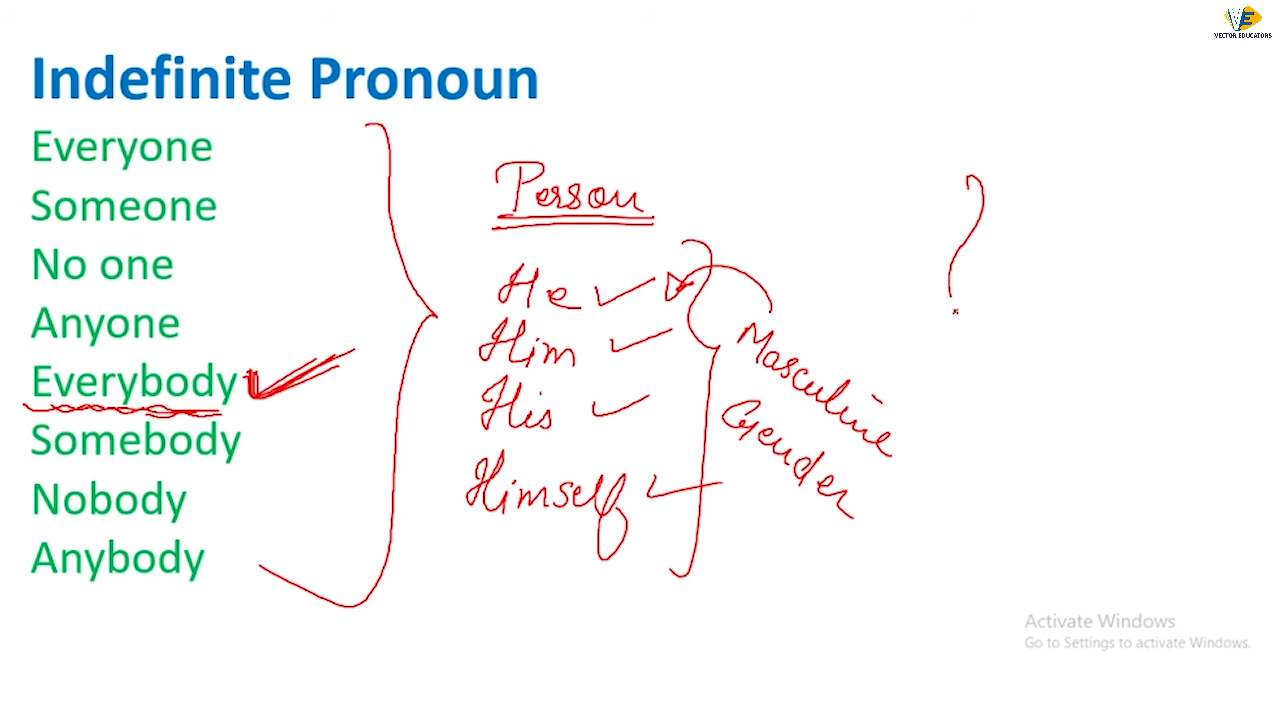 VE
VECTOR EDUCATORS
Indefinite Pronoun
Everyone
Someone
No one
Anyone
Everybody
Somebody
Nobody
Anybody
Person
He
Him
His
Himself
Masculine
Gender
?
Activate Windows
Go to Settings to activate Windows.